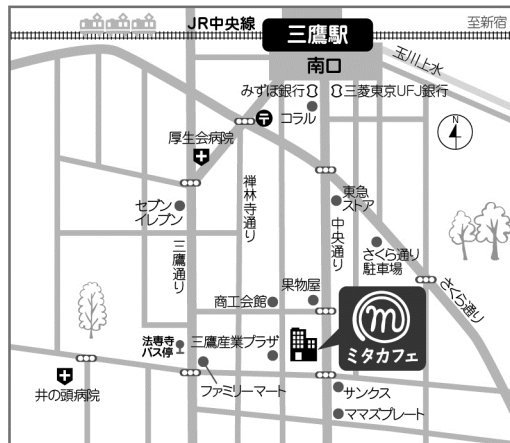 JR中央線
三鷹駅
至新宿
南口
玉川上水
みずほ銀行
三菱東京UFJ銀行
〒
コラル
N
厚生会病院
セブン
イレブン
禅林寺通り
東急
ストア
三鷹通り
中央通り
さくら通り
駐車場
さくら通り
果物屋
商工会館
m
ミタカフェ
法専寺
バス停
三鷹産業プラザ
ファミリーマート
井の頭病院
サンクス
ママズプレート